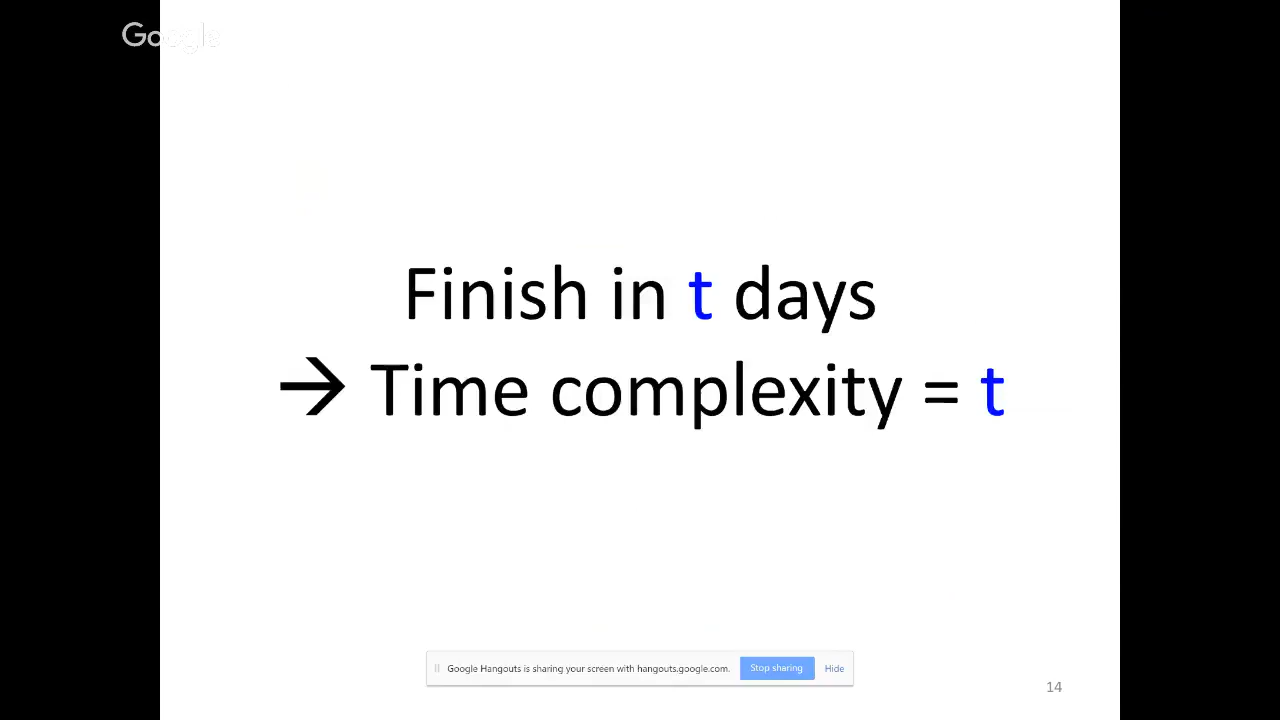 Google
Finish in t days
→ Time complexity = t
Google Hangouts is sharing your screen with hangouts.google.com. Stop sharing Hide
14